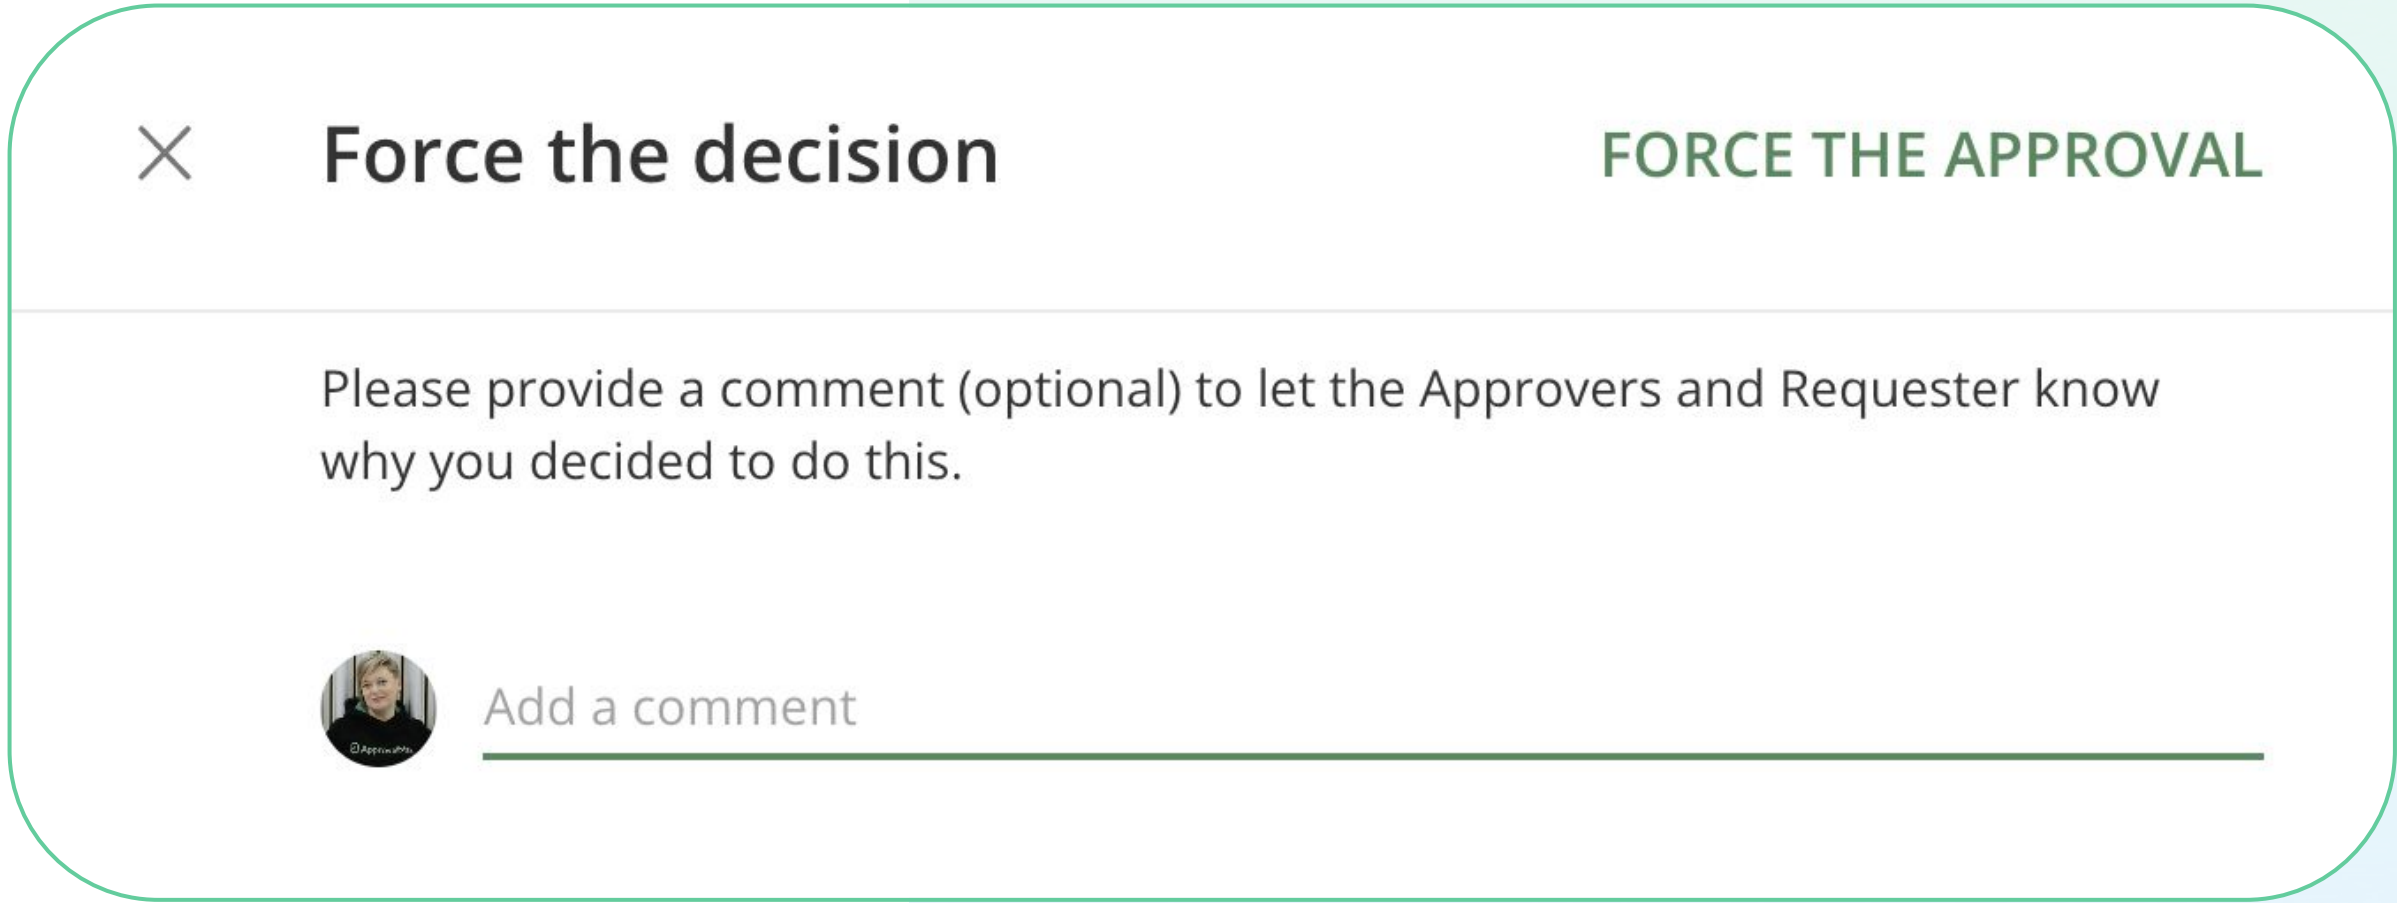 Force the decision
FORCE THE APPROVAL
Please provide a comment (optional) to let the Approvers and Requester know
why you decided to do this.
Add a comment